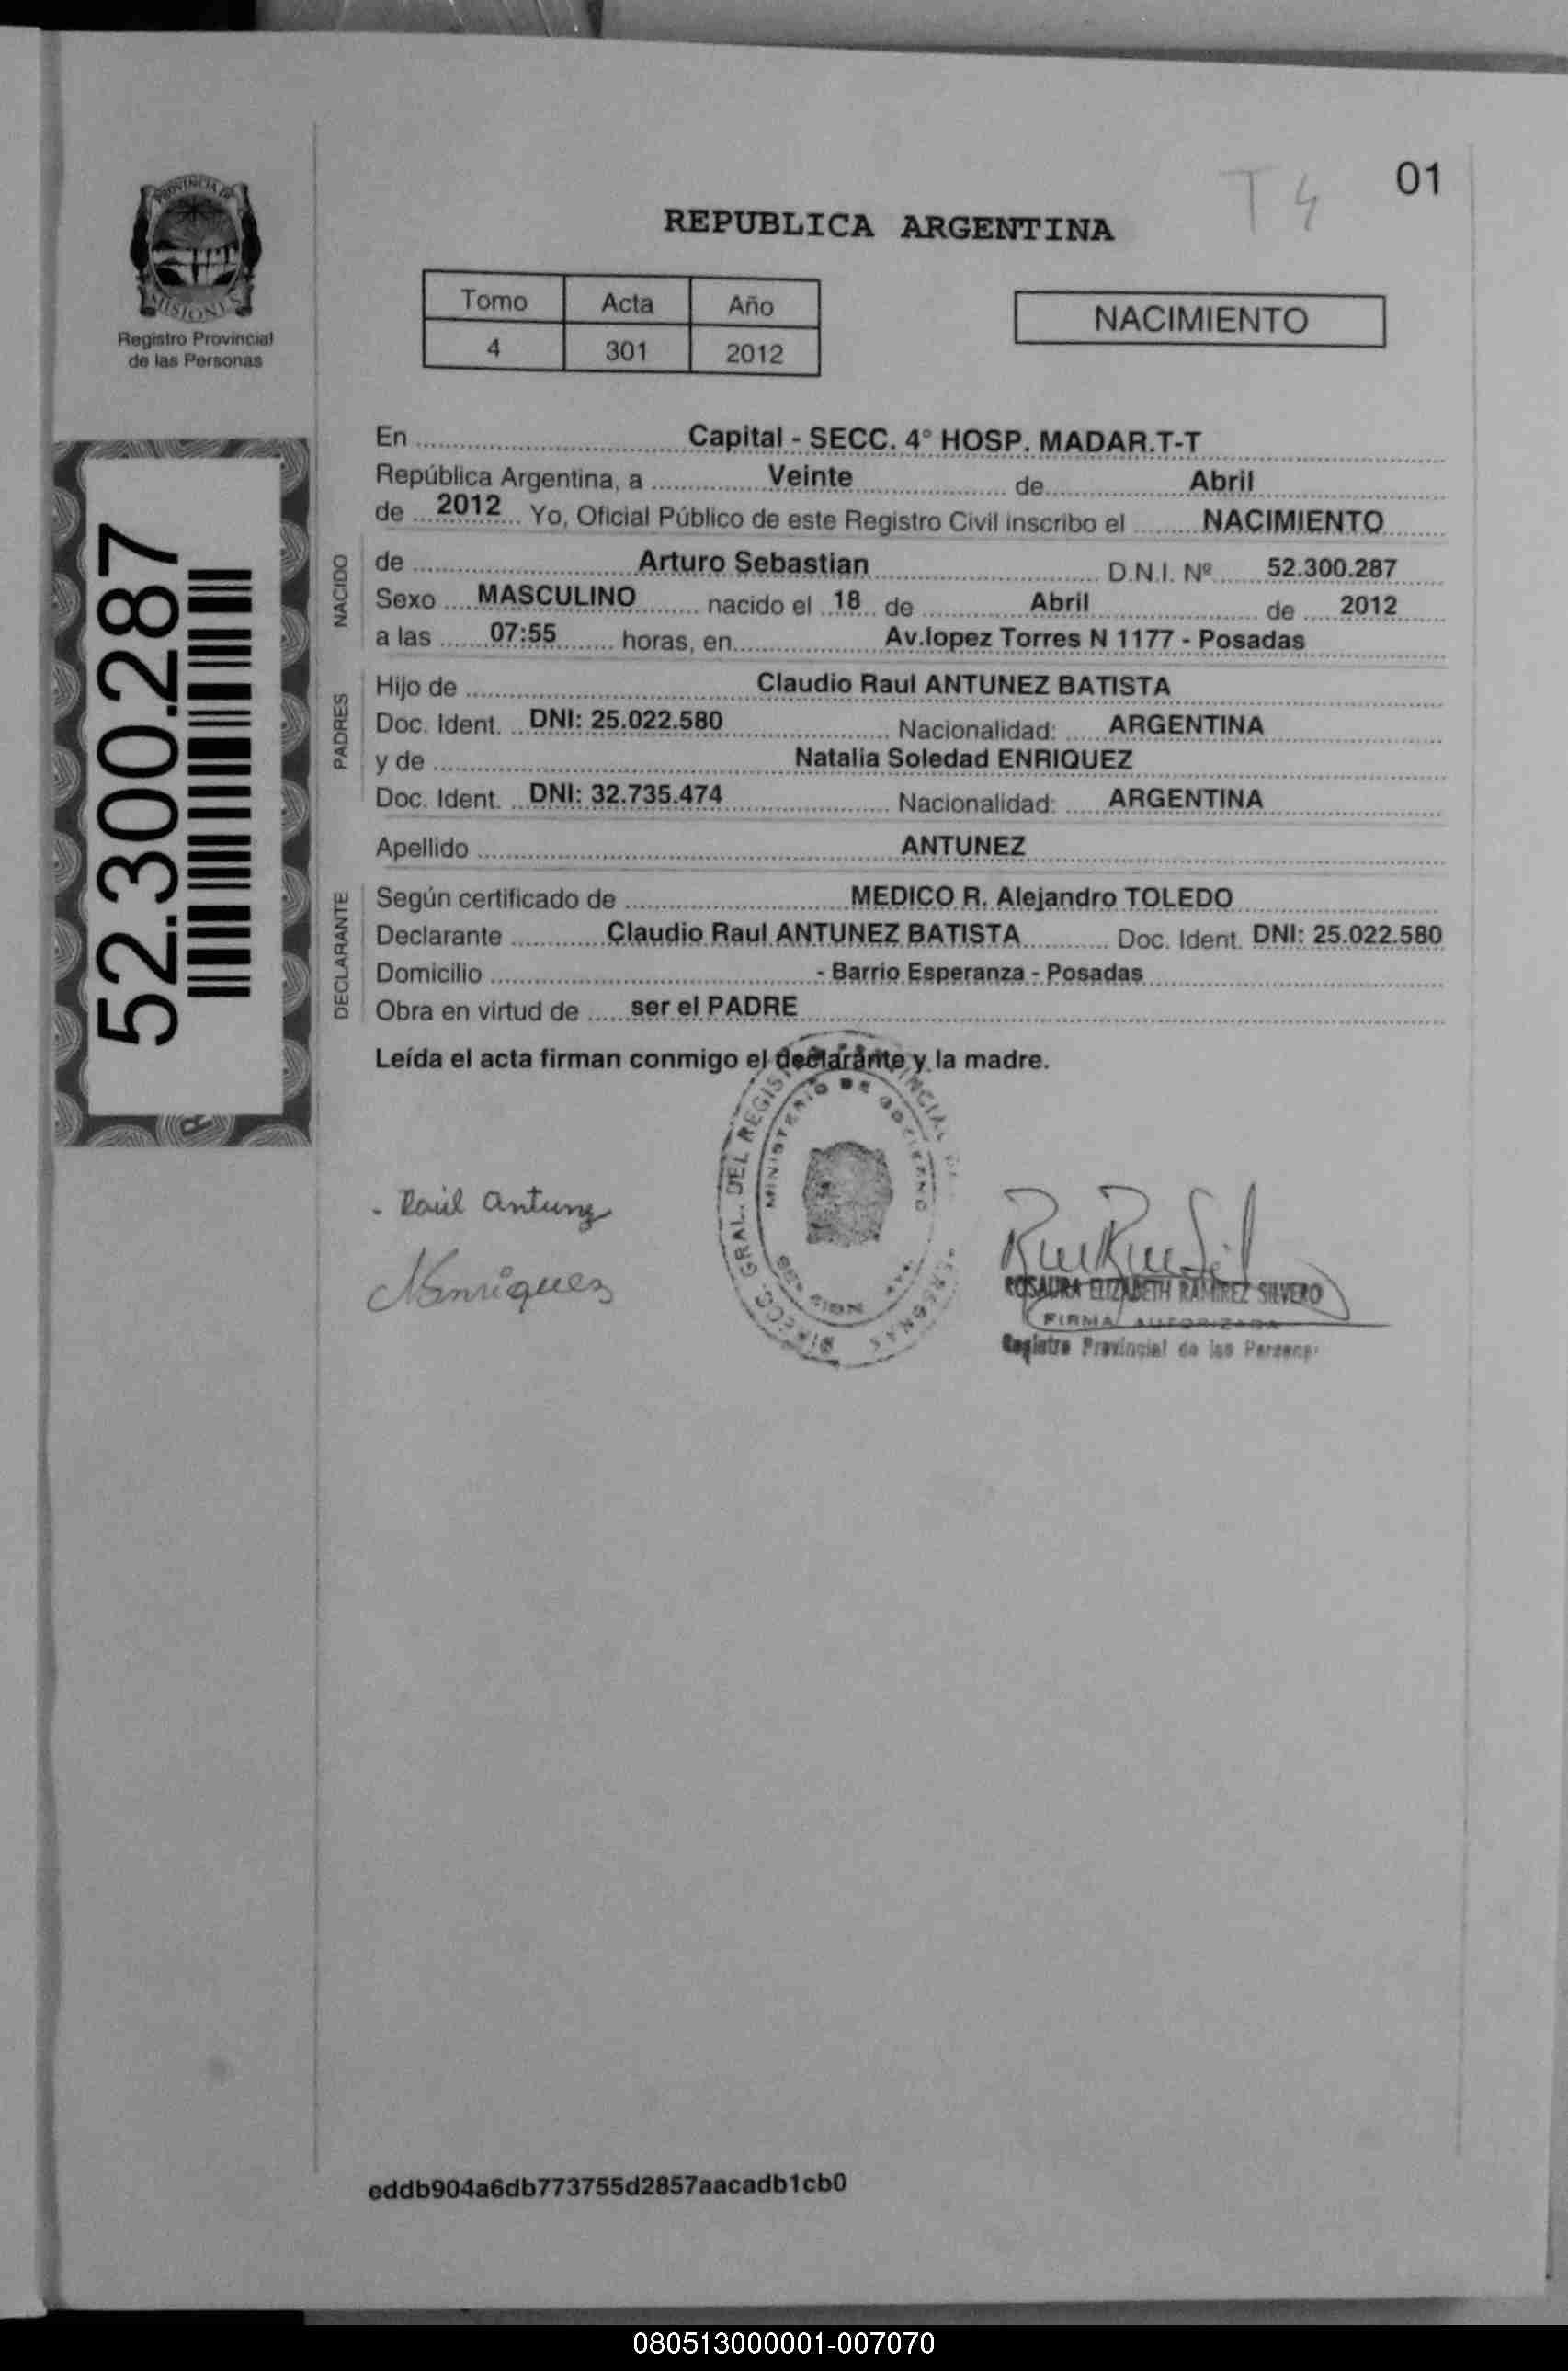 01
T 4
PROVINCIA DE
MISIONES
Registro Provincial
de las Personas
REPUBLICA ARGENTINA
Tomo Acta Año
4 301 2012
NACIMIENTO
52.300.287
En Capital - SECC. 4° HOSP. MADAR.T-T
República Argentina, a Veinte de Abril
de 2012 Yo, Oficial Público de este Registro Civil inscribo el NACIMIENTO
NACIDO
de Arturo Sebastian D.N.I. Nº 52.300.287
Sexo MASCULINO nacido el 18 de Abril de 2012
a las 07:55 horas, en Av.lopez Torres N 1177 - Posadas
PADRES
Hijo de Claudio Raul ANTUNEZ BATISTA
Doc. Ident. DNI: 25.022.580 Nacionalidad: ARGENTINA
y de Natalia Soledad ENRIQUEZ
Doc. Ident. DNI: 32.735.474 Nacionalidad: ARGENTINA
Apellido ANTUNEZ
DECLARANTE
Según certificado de MEDICO R. Alejandro TOLEDO
Declarante Claudio Raul ANTUNEZ BATISTA Doc. Ident. DNI: 25.022.580
Domicilio - Barrio Esperanza - Posadas
Obra en virtud de ser el PADRE
Leída el acta firman conmigo el declarante y la madre.
MINISTERIO DE GOBIERNO
Raúl Antunez
ROSAURA ELIZABETH RAMIREZ SILVERO
FIRMA AUTORIZADA
Registro Provincial de las Personas
eddb904a6db773755d2857aacadb1cb0
080513000001-007070